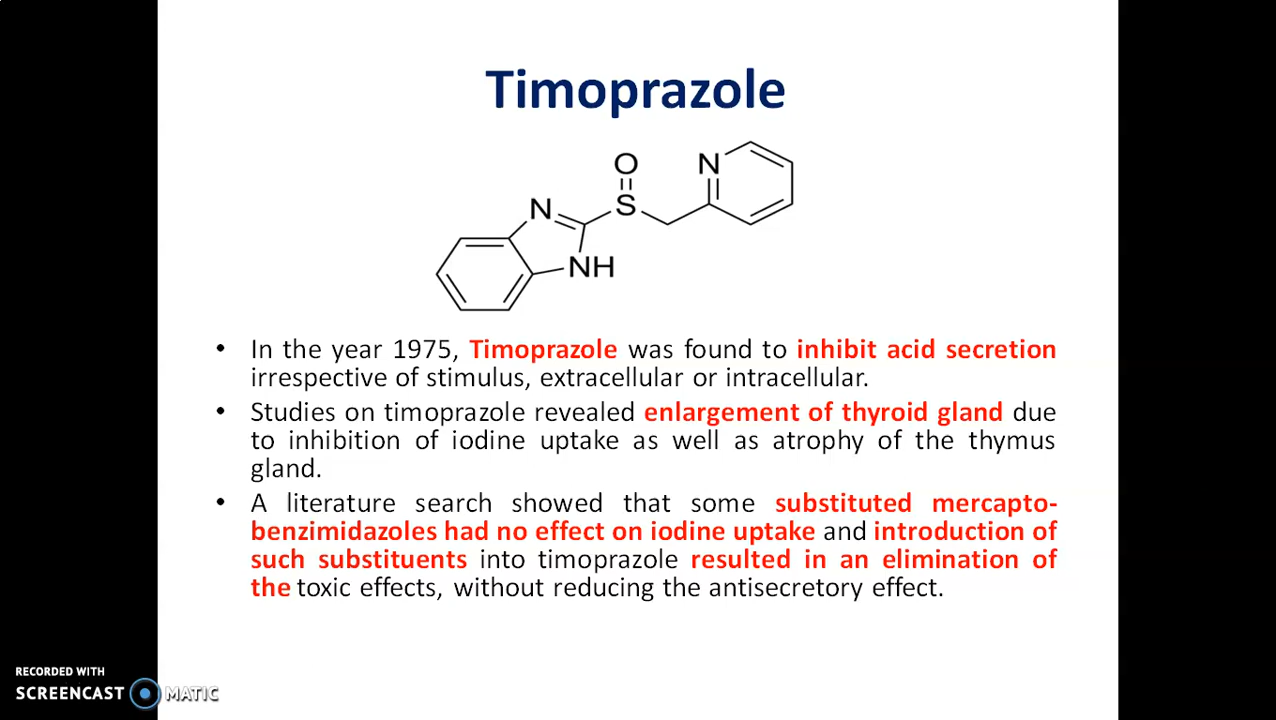 Timoprazole
O
N
S
N
NH
• In the year 1975, Timoprazole was found to inhibit acid secretion
irrespective of stimulus, extracellular or intracellular.
• Studies on timoprazole revealed enlargement of thyroid gland due
to inhibition of iodine uptake as well as atrophy of the thymus
gland.
• A literature search showed that some substituted mercapto-
benzimidazoles had no effect on iodine uptake and introduction of
such substituents into timoprazole resulted in an elimination of
the toxic effects, without reducing the antisecretory effect.
RECORDED WITH
SCREENCAST MATIC